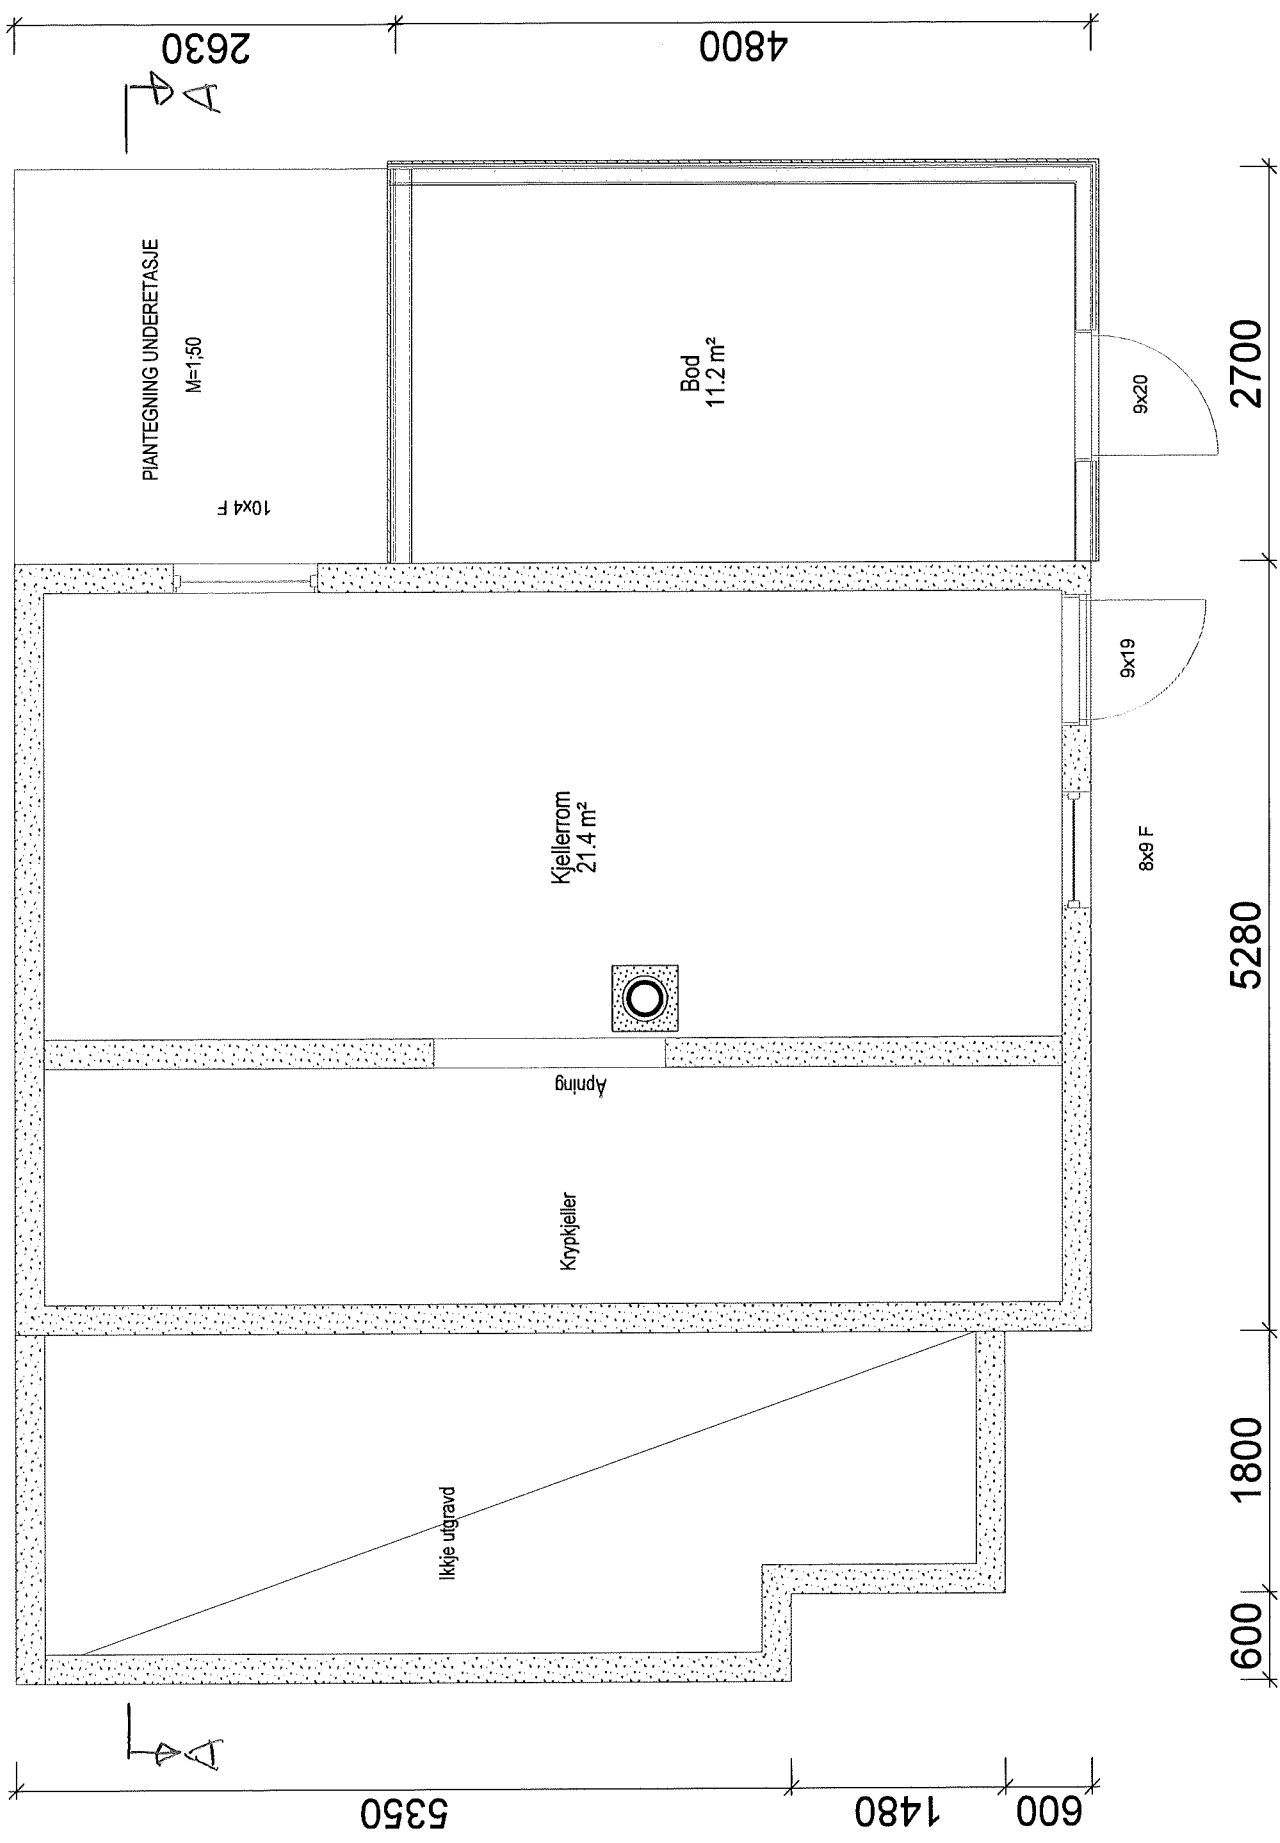 2630
4800
A
PIANTEGNING UNDERETASJE
M=1;50
10x4 F
Bod
11.2 m²
9x20
2700
Kjellerrom
21.4 m²
9x19
8x9 F
5280
Åpning
Krypkjeller
Ikkje utgravd
1800
600
A
5350
1480
600